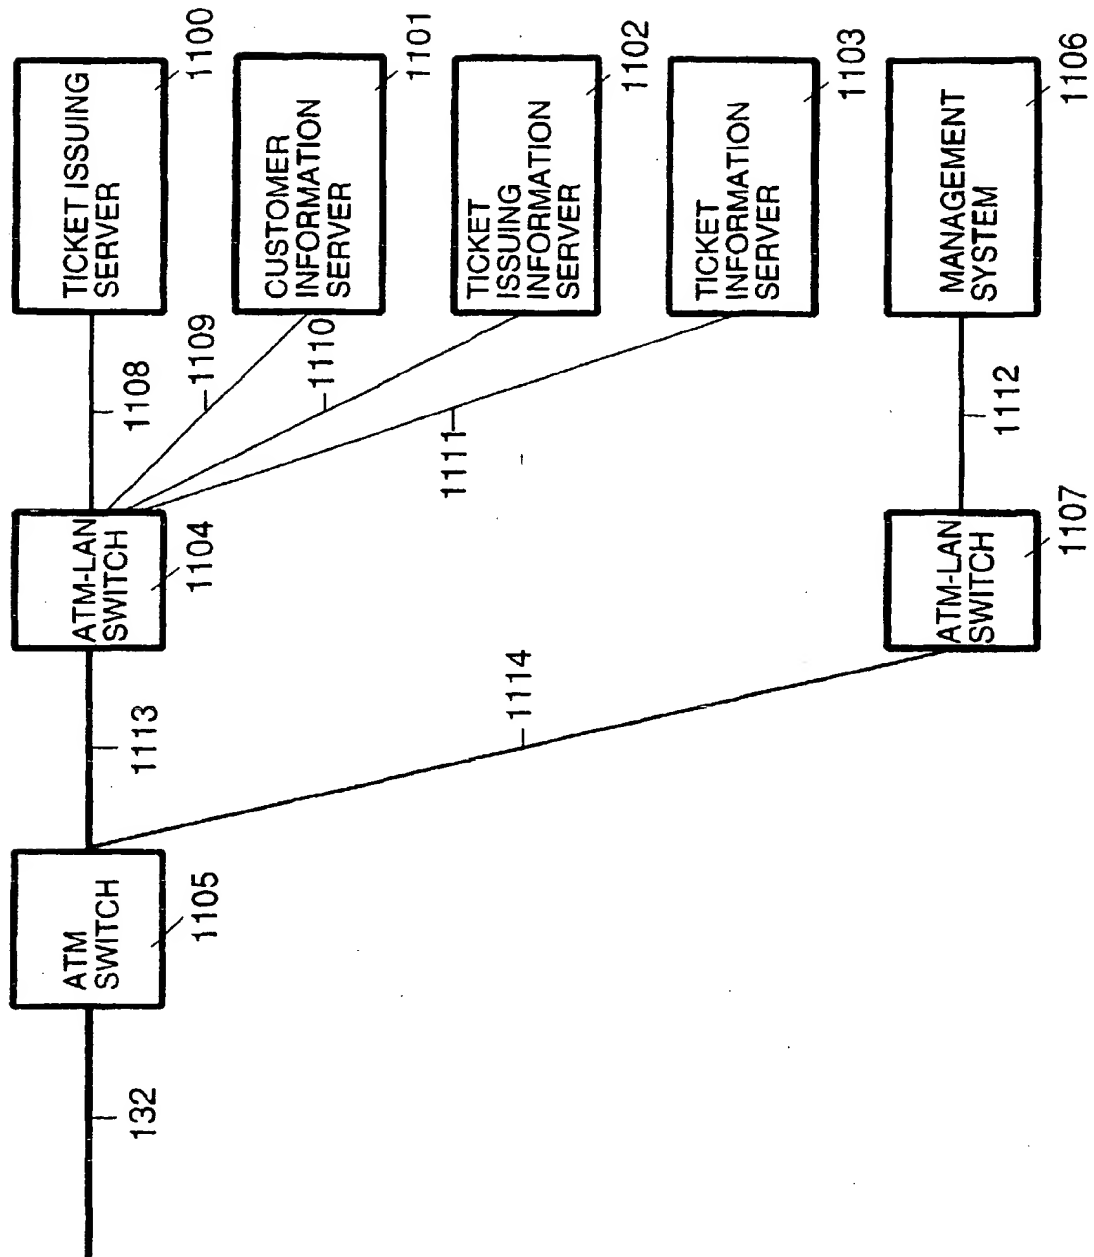 TICKET ISSUING
SERVER
1100
CUSTOMER
INFORMATION
SERVER
1101
TICKET
ISSUING
INFORMATION
SERVER
1102
TICKET
INFORMATION
SERVER
1103
MANAGEMENT
SYSTEM
1106
1108
1109
1110
1111
1112
ATM-LAN
SWITCH
1104
ATM-LAN
SWITCH
1107
1113
1114
ATM
SWITCH
1105
132